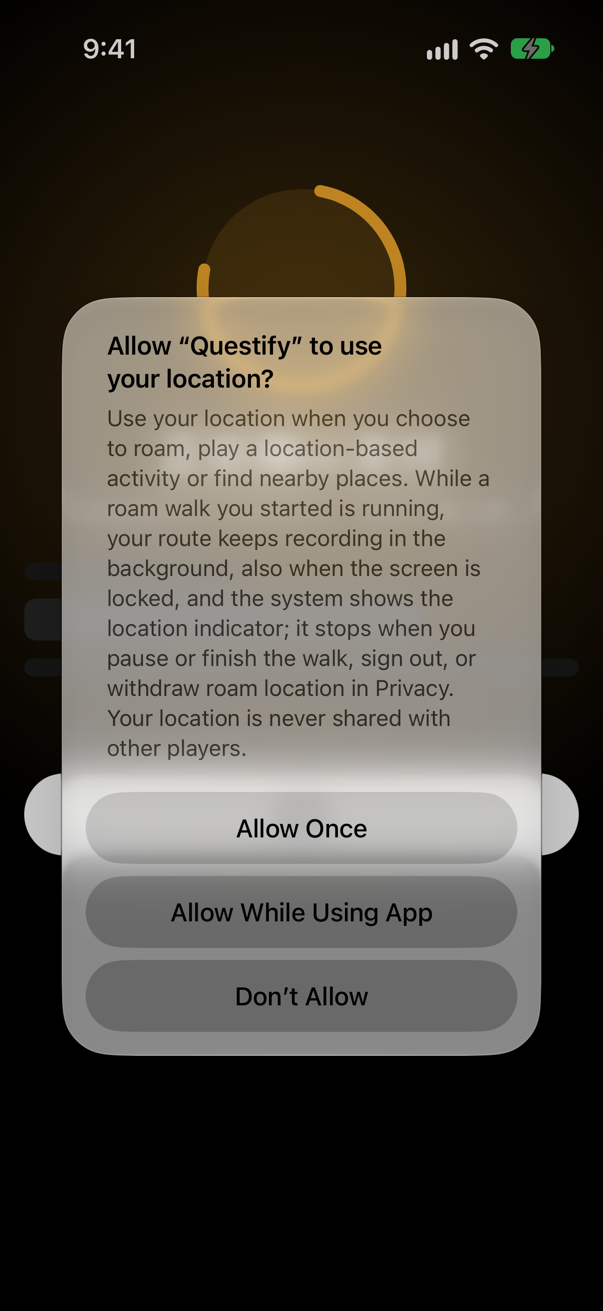 9:41
Allow “Questify” to use
your location?
Use your location when you choose
to roam, play a location-based
activity or find nearby places. While a
roam walk you started is running,
your route keeps recording in the
background, also when the screen is
locked, and the system shows the
location indicator; it stops when you
pause or finish the walk, sign out, or
withdraw roam location in Privacy.
Your location is never shared with
other players.
Allow Once
Allow While Using App
Don’t Allow